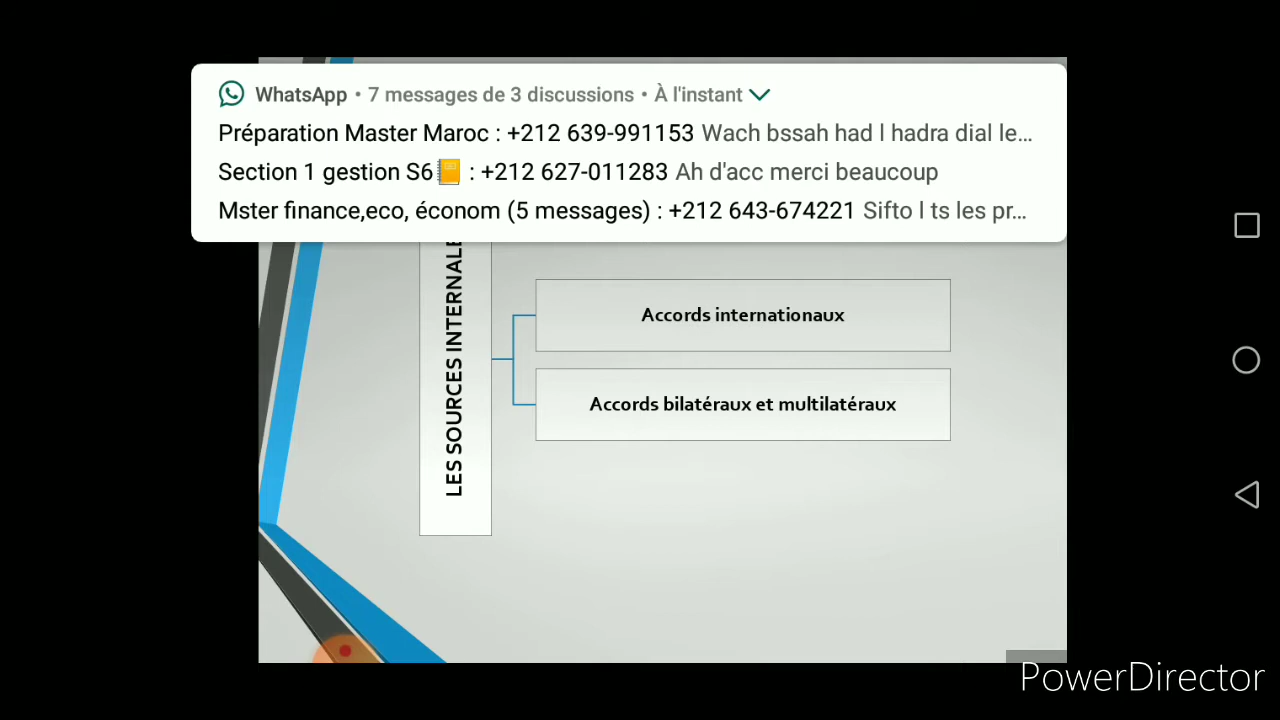 WhatsApp • 7 messages de 3 discussions • À l'instant
Préparation Master Maroc : +212 639-991153 Wach bssah had l hadra dial le...
Section 1 gestion S6📒 : +212 627-011283 Ah d'acc merci beaucoup
Mster finance,eco, économ (5 messages) : +212 643-674221 Sifto l ts les pr...
LES SOURCES INTERNALE
Accords internationaux
Accords bilatéraux et multilatéraux
PowerDirector